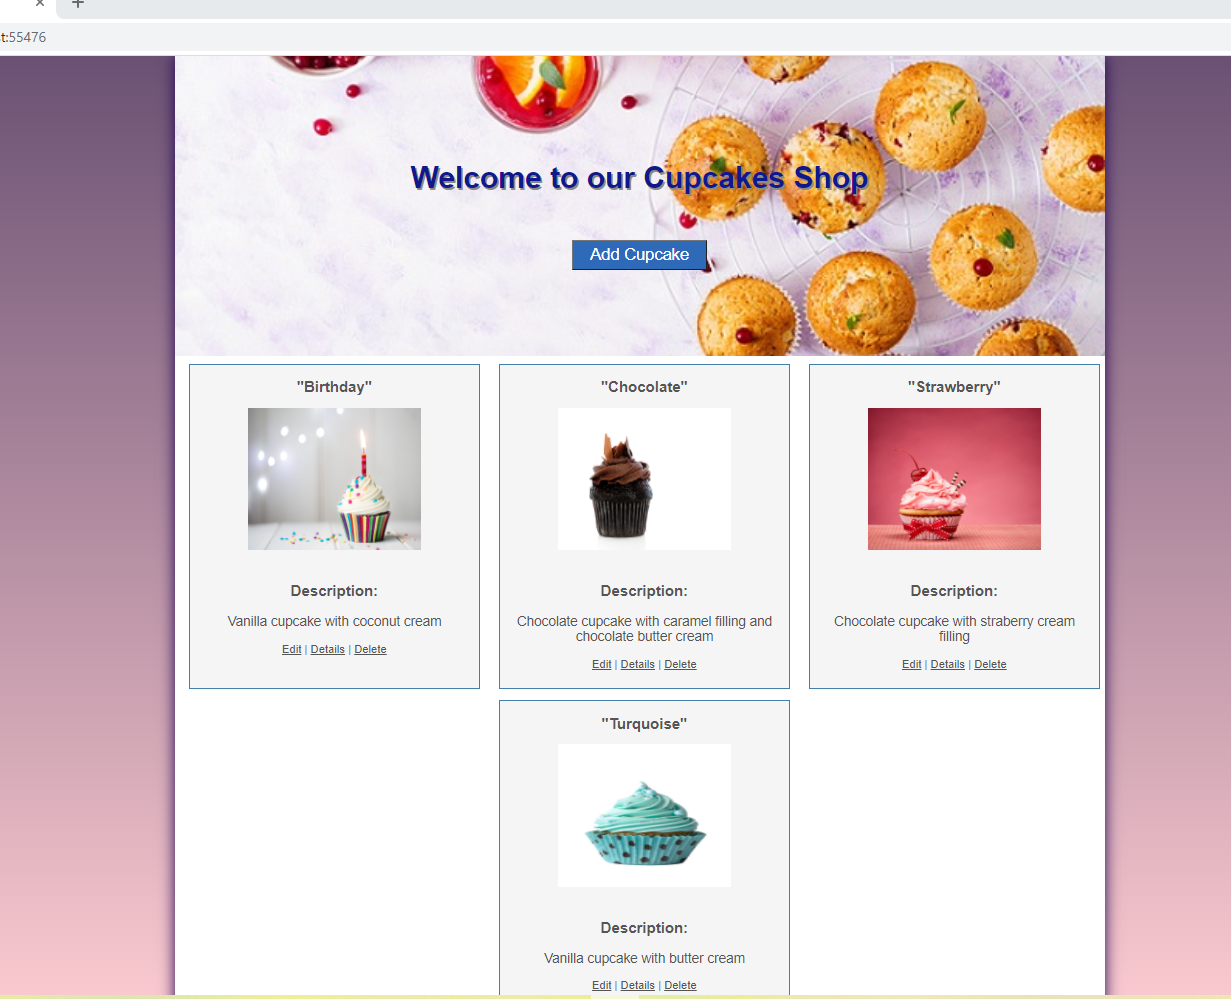 t:55476
Welcome to our Cupcakes Shop
Add Cupcake
"Birthday"
Description:
Vanilla cupcake with coconut cream
Edit | Details | Delete
"Chocolate"
Description:
Chocolate cupcake with caramel filling and
chocolate butter cream
Edit | Details | Delete
"Strawberry"
Description:
Chocolate cupcake with straberry cream
filling
Edit | Details | Delete
"Turquoise"
Description:
Vanilla cupcake with butter cream
Edit | Details | Delete